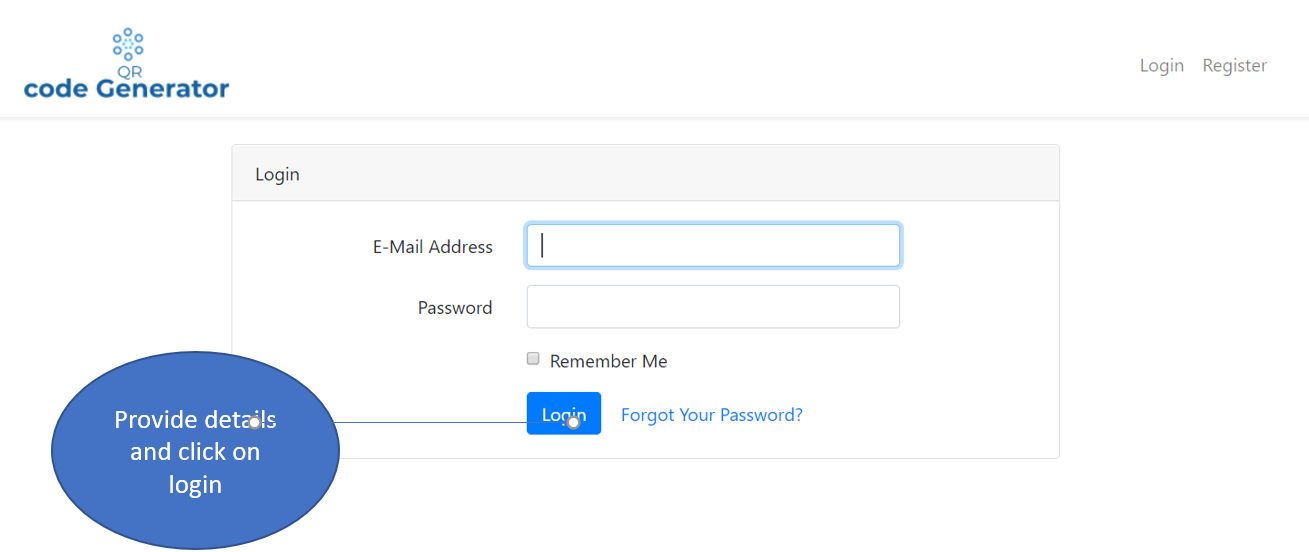 QR
code Generator
Login Register
Login
E-Mail Address
Password
Remember Me
Login Forgot Your Password?
Provide details
and click on
login